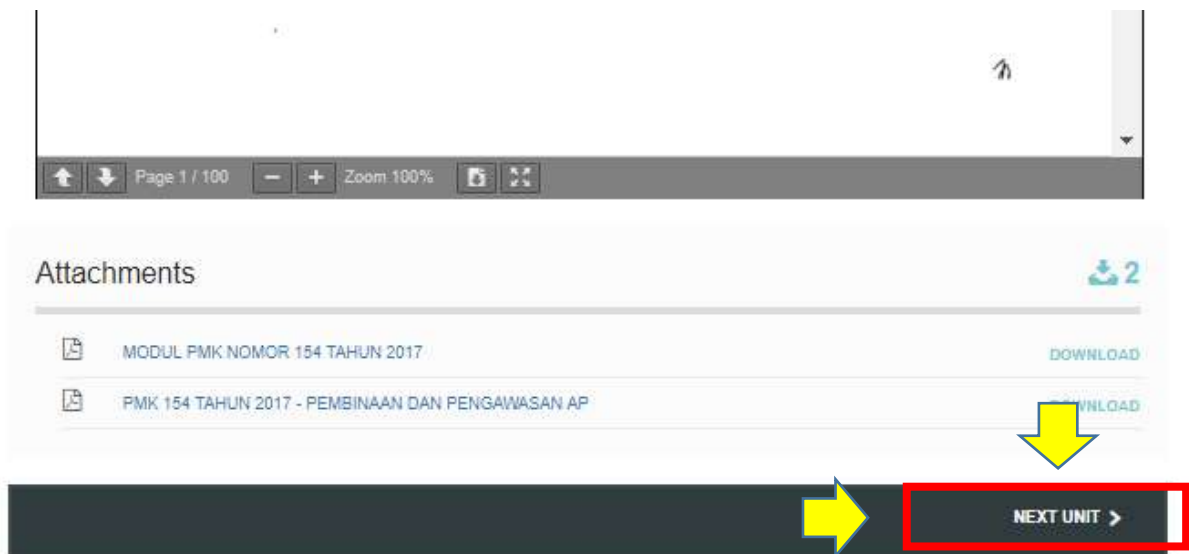 Page 1 / 100 Zoom 100%
Attachments 2
MODUL PMK NOMOR 154 TAHUN 2017 DOWNLOAD
PMK 154 TAHUN 2017 - PEMBINAAN DAN PENGAWASAN AP
NEXT UNIT >